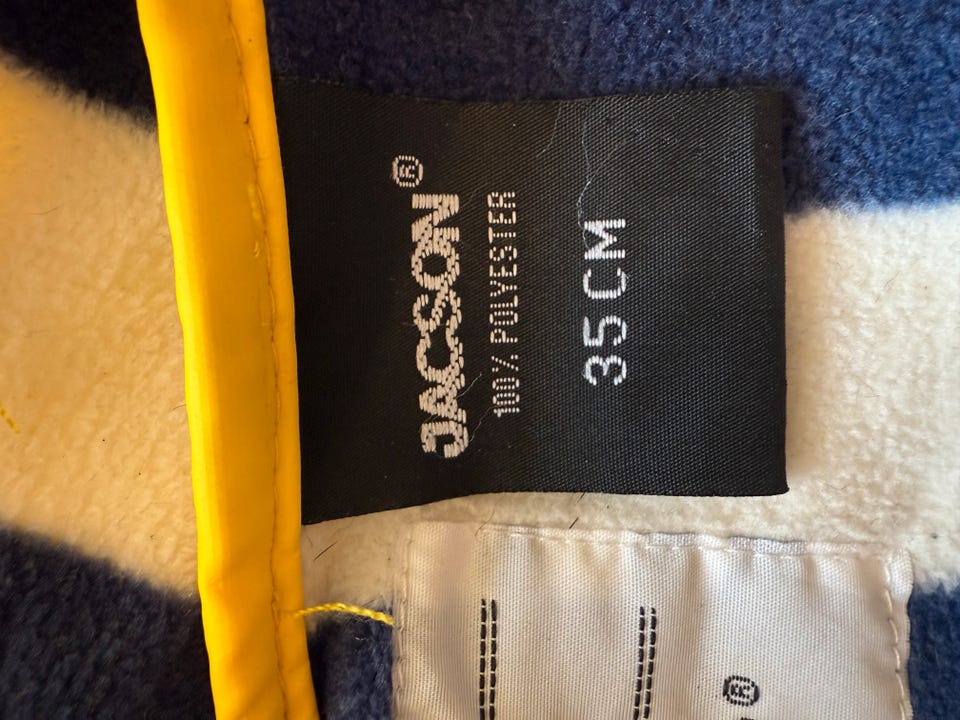 JACSON®
100% POLYESTER
35 CM
®